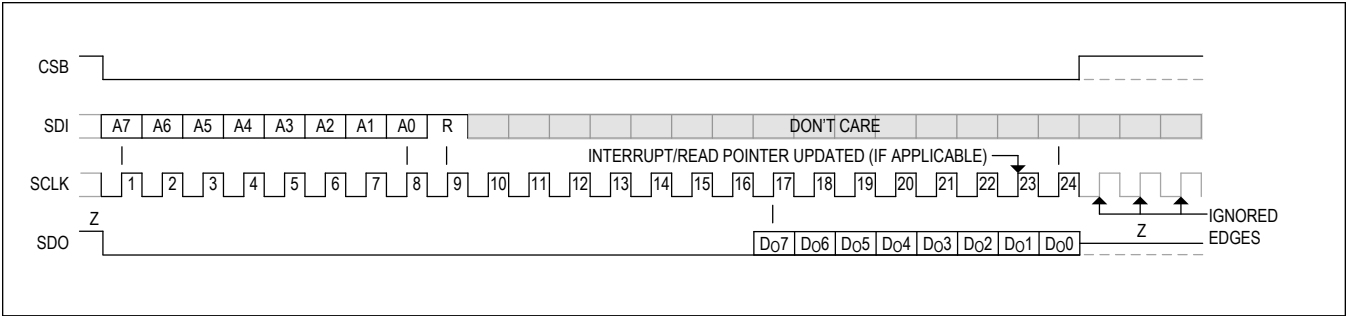 CSB
SDI A7 A6 A5 A4 A3 A2 A1 A0 R DON'T CARE
INTERRUPT/READ POINTER UPDATED (IF APPLICABLE)
SCLK 1 2 3 4 5 6 7 8 9 10 11 12 13 14 15 16 17 18 19 20 21 22 23 24
Z
IGNORED
EDGES
Z
SDO DO7 DO6 DO5 DO4 DO3 DO2 DO1 DO0